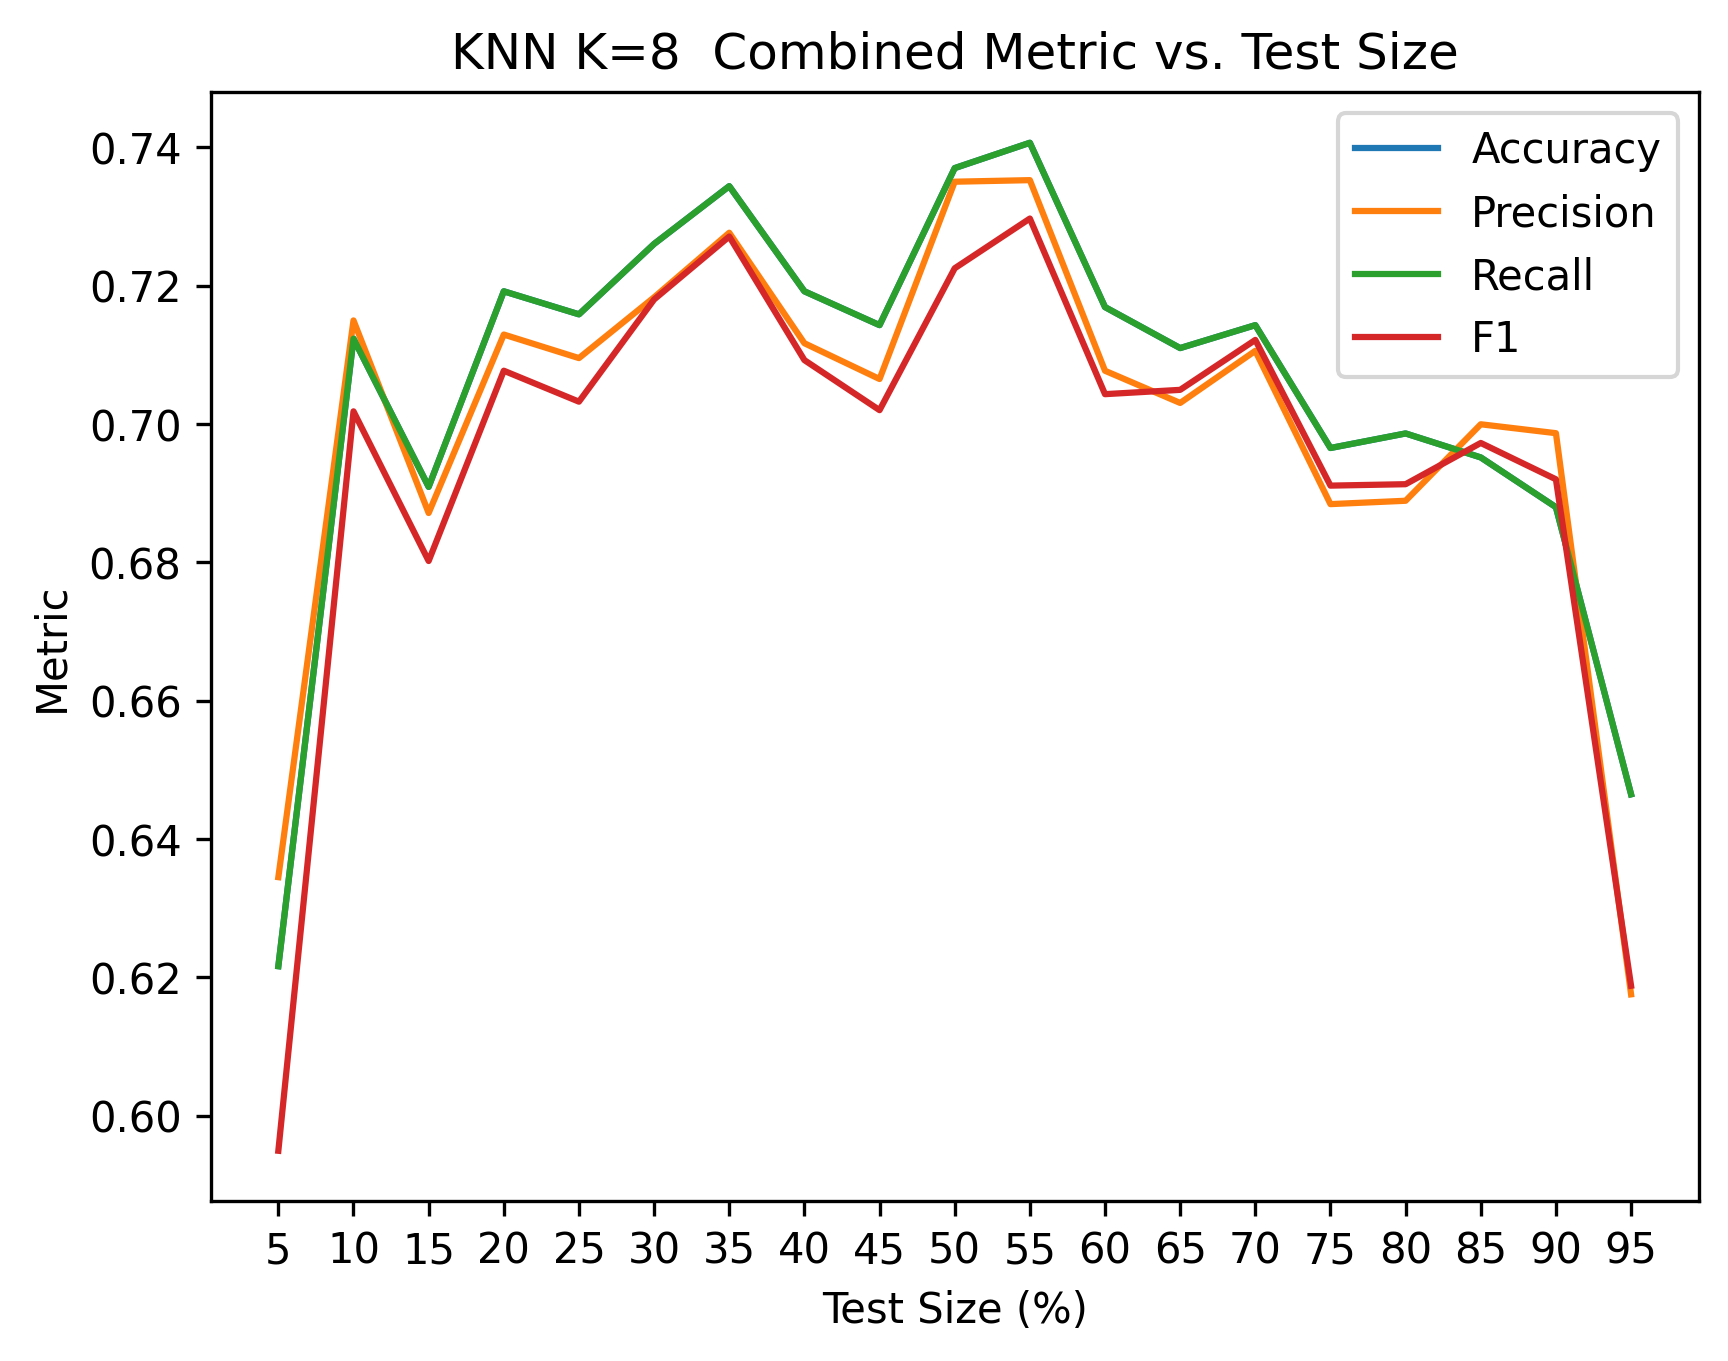 KNN K=8  Combined Metric vs. Test Size
Accuracy
Precision
Recall
F1
0.74
0.72
0.70
0.68
0.66
0.64
0.62
0.60
Metric
5 10 15 20 25 30 35 40 45 50 55 60 65 70 75 80 85 90 95
Test Size (%)